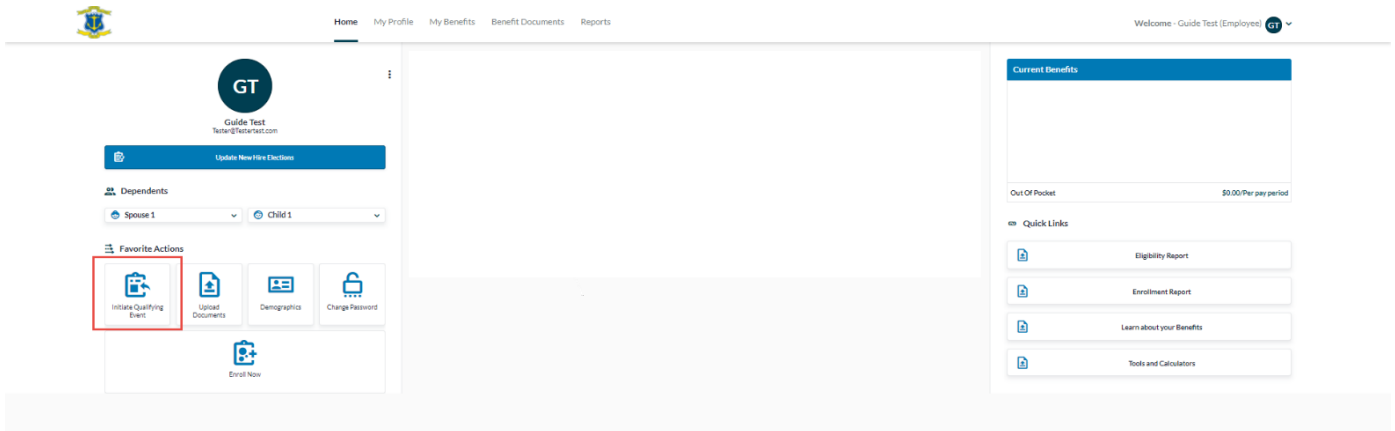 Home My Profile My Benefits Benefit Documents Reports
Welcome - Guide Test (Employee) GT
GT
Guide Test
Tester@Testertest.com
Update New Hire Elections
Dependents
Spouse 1
Child 1
Favorite Actions
Initiate Qualifying
Event
Upload
Documents
Demographics
Change Password
Enroll Now
Current Benefits
Out Of Pocket $0.00/Per pay period
Quick Links
Eligibility Report
Enrollment Report
Learn about your Benefits
Tools and Calculators